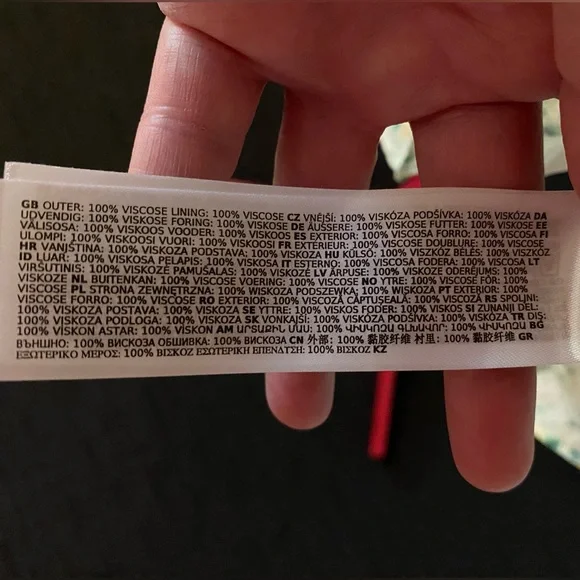 GB OUTER: 100% VISCOSE LINING: 100% VISCOSE CZ VNĚJŠÍ: 100% VISKÓZA PODŠÍVKA: 100% VISKÓZA DA
UDVENDIG: 100% VISKOSE FORING: 100% VISKOSE DE ÄUSSERE: 100% VISKOSE FUTTER: 100% VISKOSE EE
VÄLISOSA: 100% VISKOOS VOODER: 100% VISKOOS ES EXTERIOR: 100% VISCOSA FORRO: 100% VISCOSA FI
ULOMPI: 100% VISKOOSI VUORI: 100% VISKOOSI FR EXTÉRIEUR: 100% VISCOSE DOUBLURE: 100% VISCOSE
HR VANJŠTINA: 100% VISKOZA PODSTAVA: 100% VISKOZA HU KÜLSŐ: 100% VISZKÓZ BÉLÉS: 100% VISZKÓZ
ID LUAR: 100% VISKOSA PELAPIS: 100% VISKOSA IT ESTERNO: 100% VISCOSA FODERA: 100% VISCOSA LT
VIRŠUTINIS: 100% VISKOZĖ PAMUŠALAS: 100% VISKOZĖ LV ĀRPUSE: 100% VISKOZE ODERĒJUMS: 100%
VISKOZE NL BUITENKAN: 100% VISCOSE VOERING: 100% VISCOSE NO YTRE: 100% VISKOSE FÔR: 100%
VISKOSE PL STRONA ZEWNĘTRZNA: 100% WISKOZA PODSZEWKA: 100% WISKOZA PT EXTERIOR: 100%
VISCOSE FORRO: 100% VISCOSE RO EXTERIOR: 100% VISCOZĂ CĂPTUȘEALĂ: 100% VISCOZĂ RS SPOLJNI:
100% VISKOZA POSTAVA: 100% VISKOZA SE YTTRE: 100% VISKOS FODER: 100% VISKOS SI ZUNANJI DEL:
100% VISKOZA PODLOGA: 100% VISKOZA SK VONKAJŠÍ: 100% VISKÓZA PODŠÍVKA: 100% VISKÓZA TR DIŞ:
100% VISKON ASTAR: 100% VİSKON AM ԱՐՏԱՔԻՆ ՄԱՍ: 100% ՎԻՍԿՈԶԱ ԳԼԽԱՎՈՐ: 100% ՎԻՍԿՈԶԱ BG
ВЪНШНО: 100% ВИСКОЗА ОБШИВКА: 100% ВИСКОЗА CN 外部: 100% 黏胶纤维 衬里: 100% 黏胶纤维 GR
ΕΞΩΤΕΡΙΚΟ ΜΕΡΟΣ: 100% ΒΙΣΚΟΖ ΕΣΩΤΕΡΙΚΗ ΕΠΕΝΔΥΣΗ: 100% ΒΙΣΚΟΖ KZ